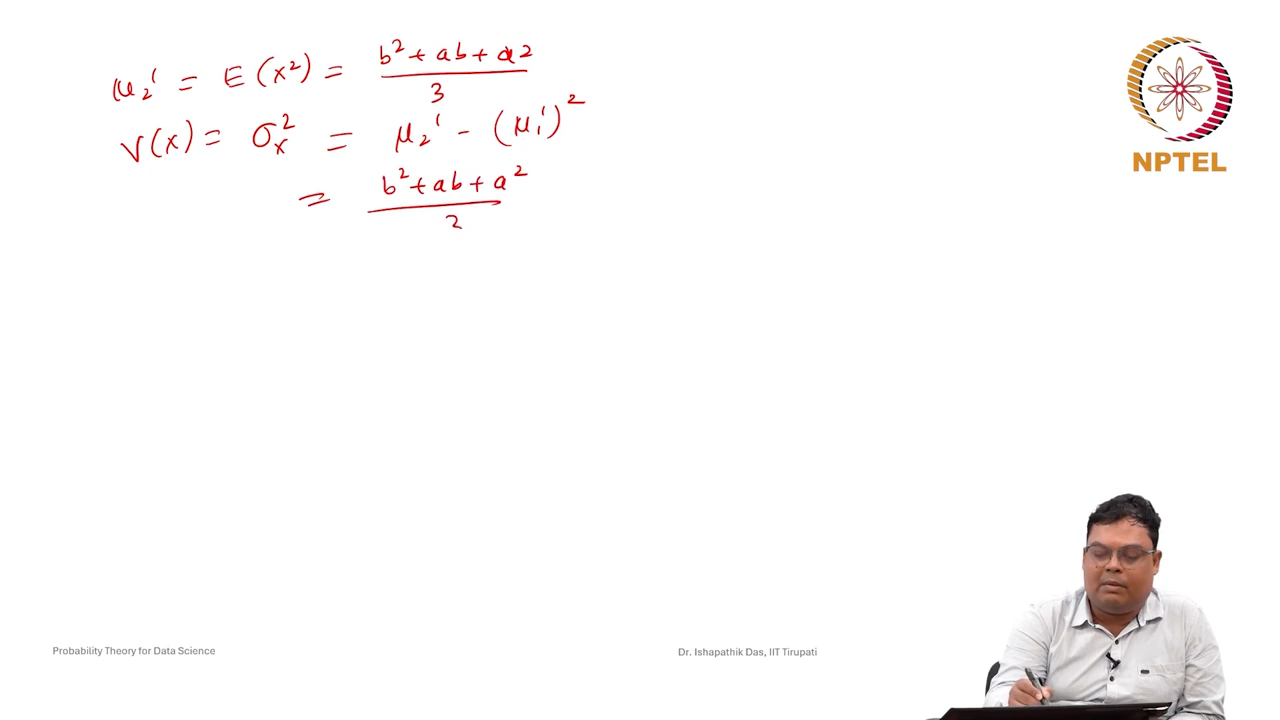 μ₂' = E(x²) = (b² + ab + a²)/3
V(x) = σₓ² = μ₂' - (μ₁')²
= (b² + ab + a²)/2
NPTEL
Probability Theory for Data Science
Dr. Ishapathik Das, IIT Tirupati